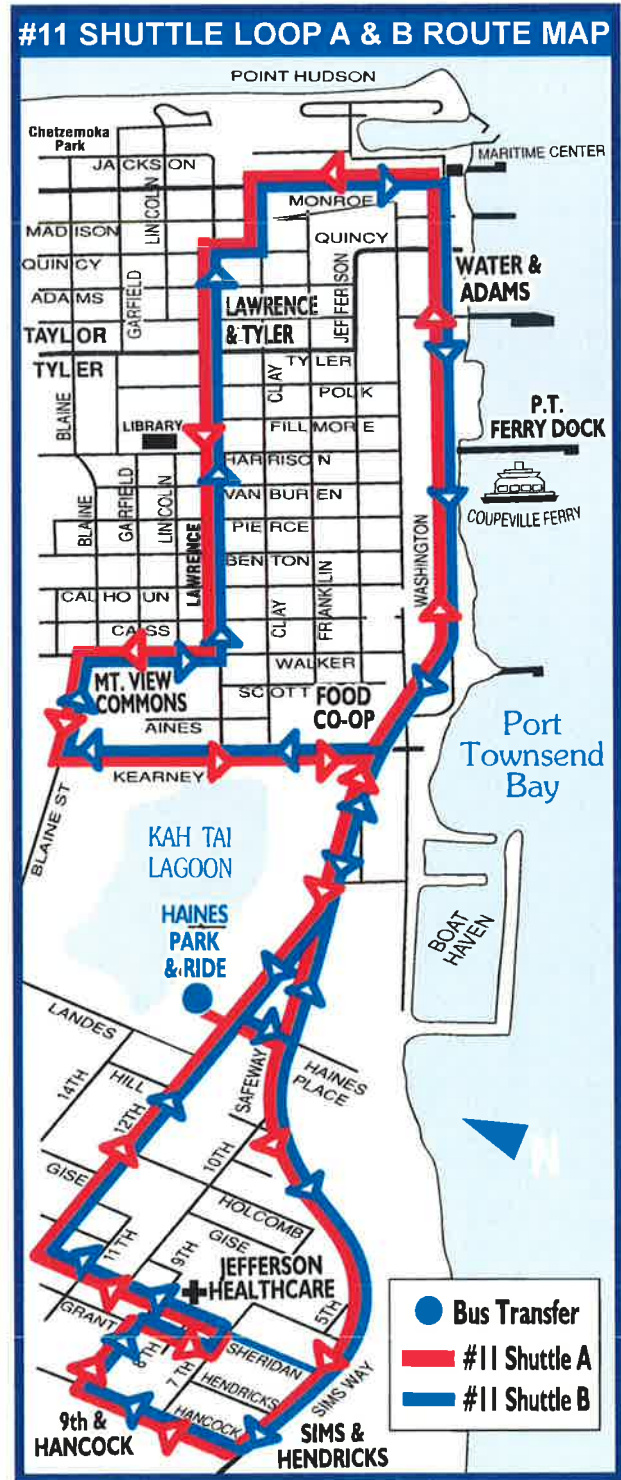 #11 SHUTTLE LOOP A & B ROUTE MAP
POINT HUDSON
Chetzemoka
Park
JACKSON
MARITIME CENTER
MONROE
LINCOLN
MADISON
QUINCY
QUINCY
WATER &
ADAMS
JEFFERSON
GARFIELD
ADAMS
LAWRENCE
& TYLER
TAYLOR
TYLER
TYLER
CLAY
POLK
BLAINE
P.T.
FERRY DOCK
LIBRARY
FILLMORE
HARRISON
COUPEVILLE FERRY
BLAINE
GARFIELD
LINCOLN
VAN BUREN
PIERCE
WASHINGTON
LAWRENCE
BENTON
CALHOUN
CLAY
FRANKLIN
CASS
WALKER
MT. VIEW
COMMONS
SCOTT
FOOD
CO-OP
AINES
Port
Townsend
Bay
KEARNEY
BLAINE ST
KAH TAI
LAGOON
BOAT
HAVEN
HAINES
PARK
& RIDE
LANDES
HAINES
PLACE
SAFEWAY
14TH
HILL
12TH
10TH
N
GISE
HOLCOMB
GISE
11TH
9TH
JEFFERSON
HEALTHCARE
GRANT
5TH
8TH
SHERIDAN
7TH
HENDRICKS
SIMS WAY
HANCOCK
9th &
HANCOCK
SIMS &
HENDRICKS
Bus Transfer
#11 Shuttle A
#11 Shuttle B